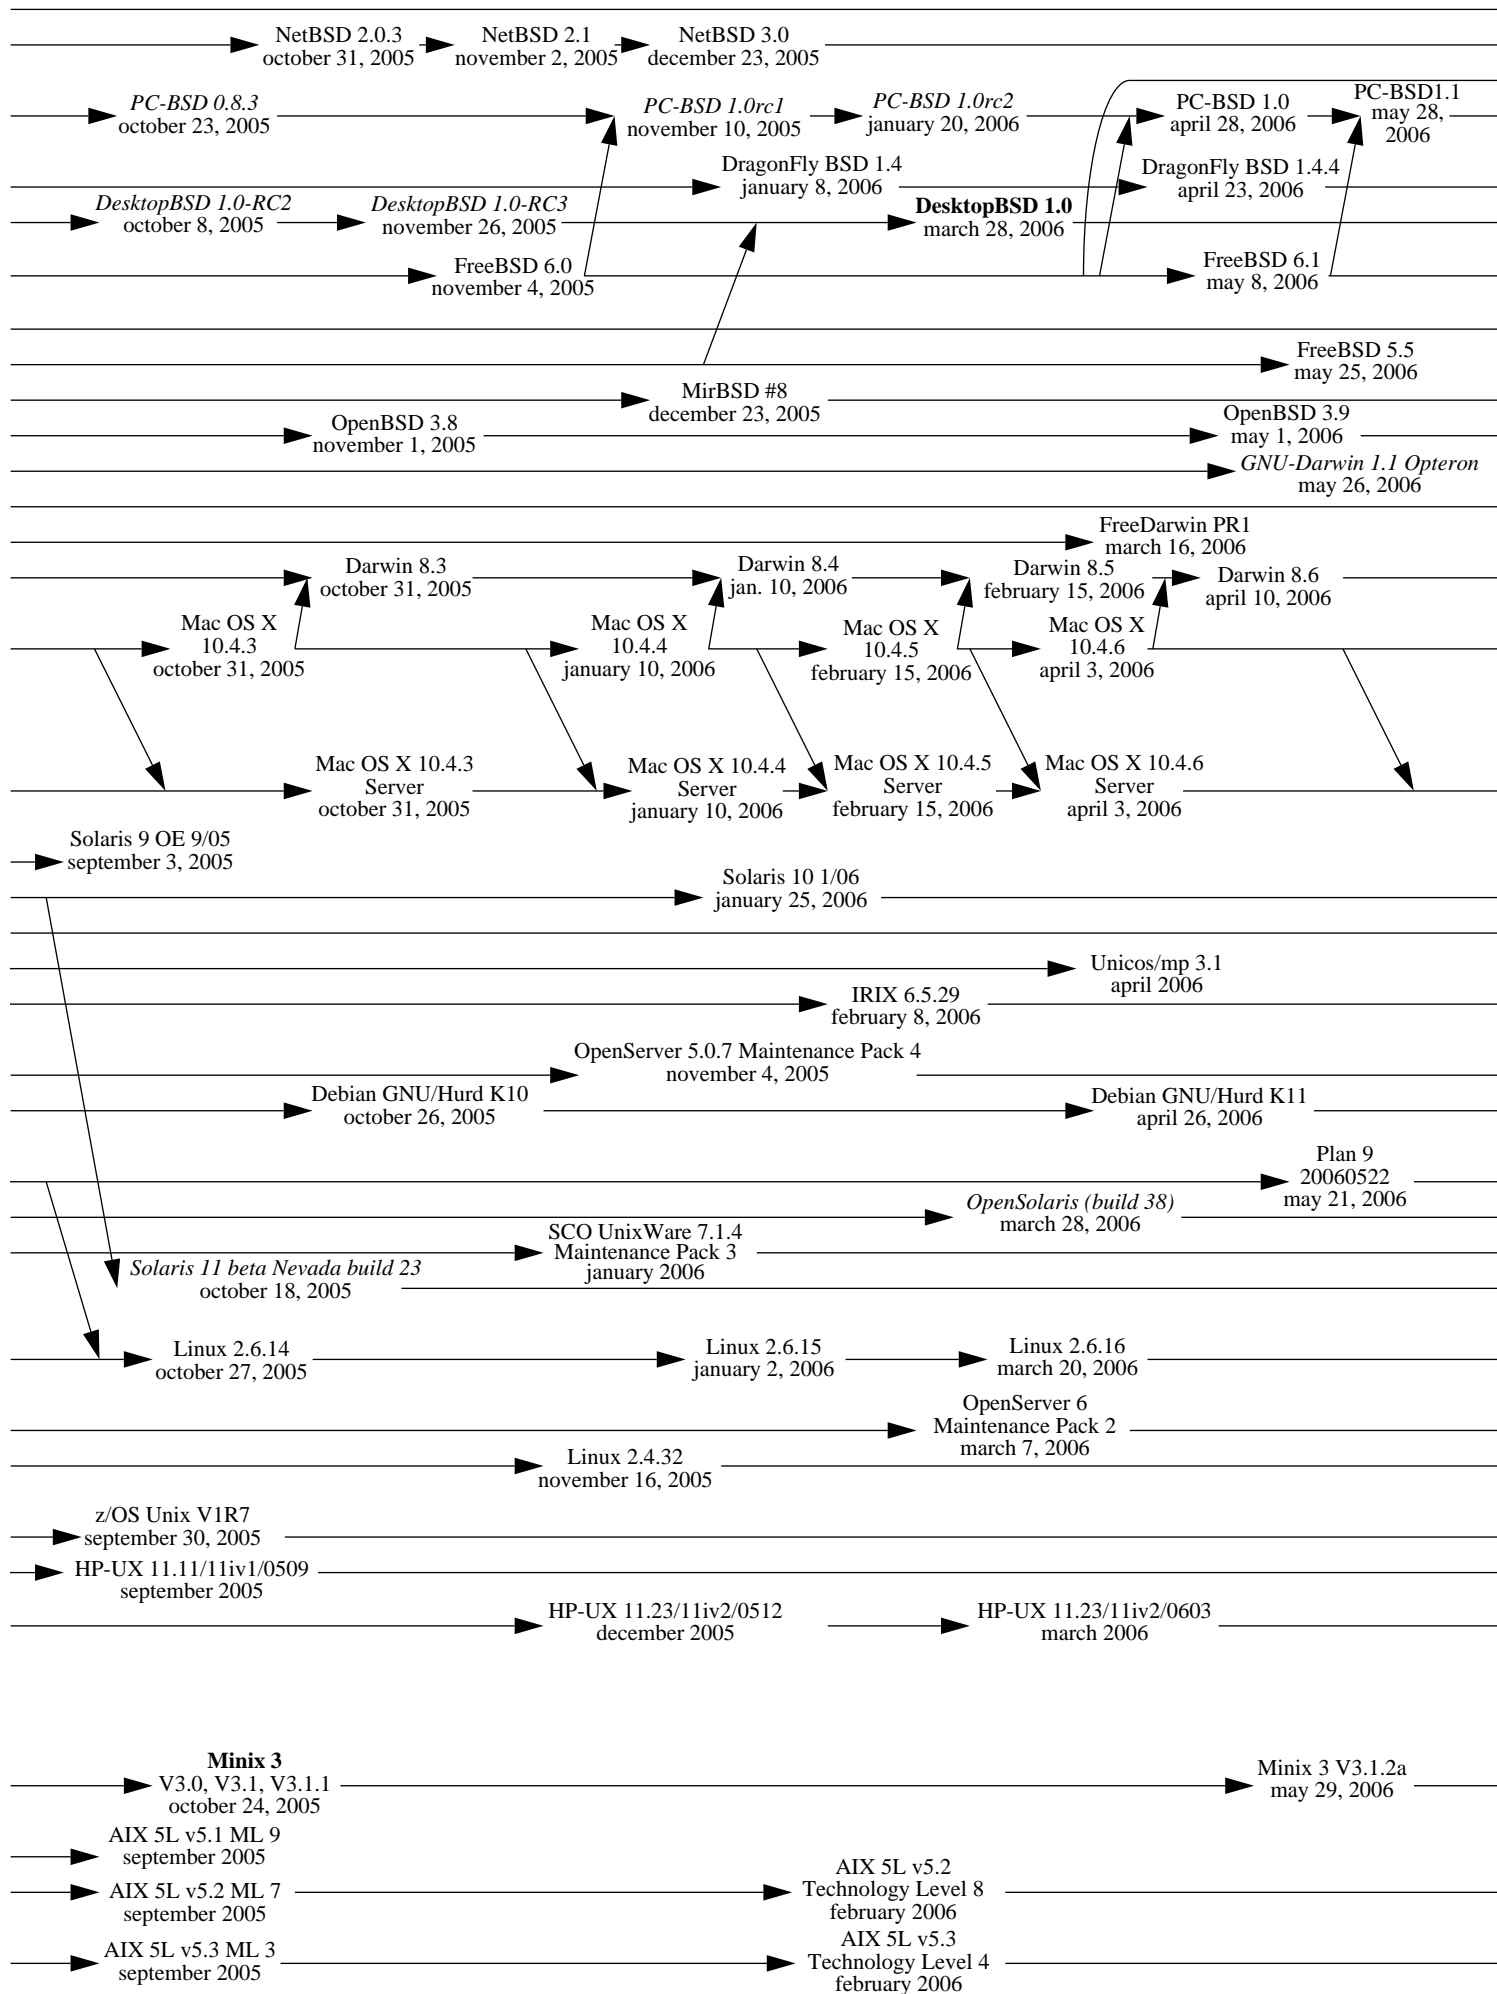 NetBSD 2.0.3
october 31, 2005
NetBSD 2.1
november 2, 2005
NetBSD 3.0
december 23, 2005
PC-BSD 0.8.3
october 23, 2005
PC-BSD 1.0rc1
november 10, 2005
PC-BSD 1.0rc2
january 20, 2006
PC-BSD 1.0
april 28, 2006
PC-BSD1.1
may 28,
2006
DragonFly BSD 1.4
january 8, 2006
DragonFly BSD 1.4.4
april 23, 2006
DesktopBSD 1.0-RC2
october 8, 2005
DesktopBSD 1.0-RC3
november 26, 2005
DesktopBSD 1.0
march 28, 2006
FreeBSD 6.0
november 4, 2005
FreeBSD 6.1
may 8, 2006
FreeBSD 5.5
may 25, 2006
MirBSD #8
december 23, 2005
OpenBSD 3.8
november 1, 2005
OpenBSD 3.9
may 1, 2006
GNU-Darwin 1.1 Opteron
may 26, 2006
FreeDarwin PR1
march 16, 2006
Darwin 8.3
october 31, 2005
Darwin 8.4
jan. 10, 2006
Darwin 8.5
february 15, 2006
Darwin 8.6
april 10, 2006
Mac OS X
10.4.3
october 31, 2005
Mac OS X
10.4.4
january 10, 2006
Mac OS X
10.4.5
february 15, 2006
Mac OS X
10.4.6
april 3, 2006
Mac OS X 10.4.3
Server
october 31, 2005
Mac OS X 10.4.4
Server
january 10, 2006
Mac OS X 10.4.5
Server
february 15, 2006
Mac OS X 10.4.6
Server
april 3, 2006
Solaris 9 OE 9/05
september 3, 2005
Solaris 10 1/06
january 25, 2006
Unicos/mp 3.1
april 2006
IRIX 6.5.29
february 8, 2006
OpenServer 5.0.7 Maintenance Pack 4
november 4, 2005
Debian GNU/Hurd K10
october 26, 2005
Debian GNU/Hurd K11
april 26, 2006
Plan 9
20060522
may 21, 2006
OpenSolaris (build 38)
march 28, 2006
SCO UnixWare 7.1.4
Maintenance Pack 3
january 2006
Solaris 11 beta Nevada build 23
october 18, 2005
Linux 2.6.14
october 27, 2005
Linux 2.6.15
january 2, 2006
Linux 2.6.16
march 20, 2006
OpenServer 6
Maintenance Pack 2
march 7, 2006
Linux 2.4.32
november 16, 2005
z/OS Unix V1R7
september 30, 2005
HP-UX 11.11/11iv1/0509
september 2005
HP-UX 11.23/11iv2/0512
december 2005
HP-UX 11.23/11iv2/0603
march 2006
Minix 3
V3.0, V3.1, V3.1.1
october 24, 2005
Minix 3 V3.1.2a
may 29, 2006
AIX 5L v5.1 ML 9
september 2005
AIX 5L v5.2 ML 7
september 2005
AIX 5L v5.2
Technology Level 8
february 2006
AIX 5L v5.3 ML 3
september 2005
AIX 5L v5.3
Technology Level 4
february 2006